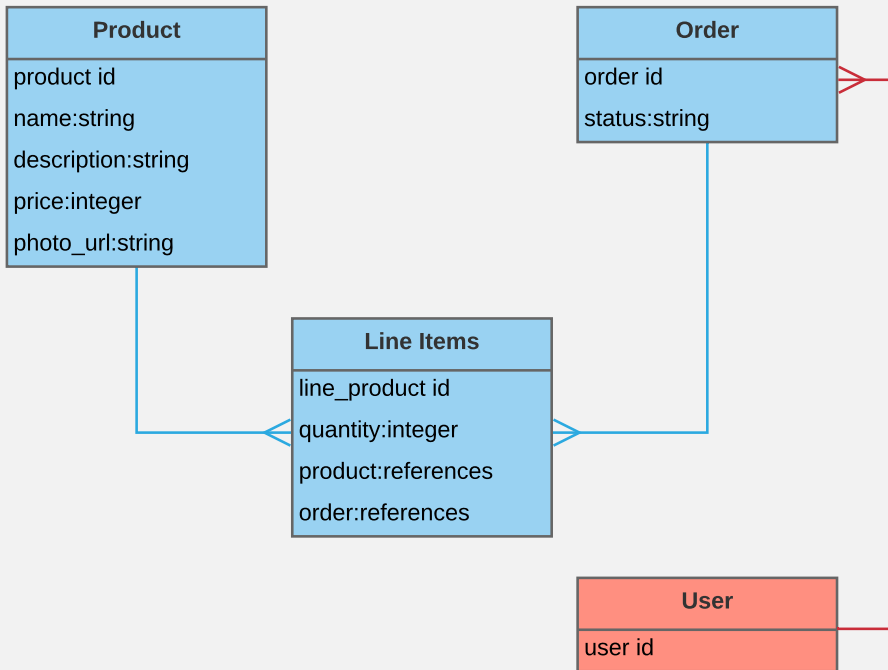 Product
product id
name:string
description:string
price:integer
photo_url:string
Order
order id
status:string
Line Items
line_product id
quantity:integer
product:references
order:references
User
user id